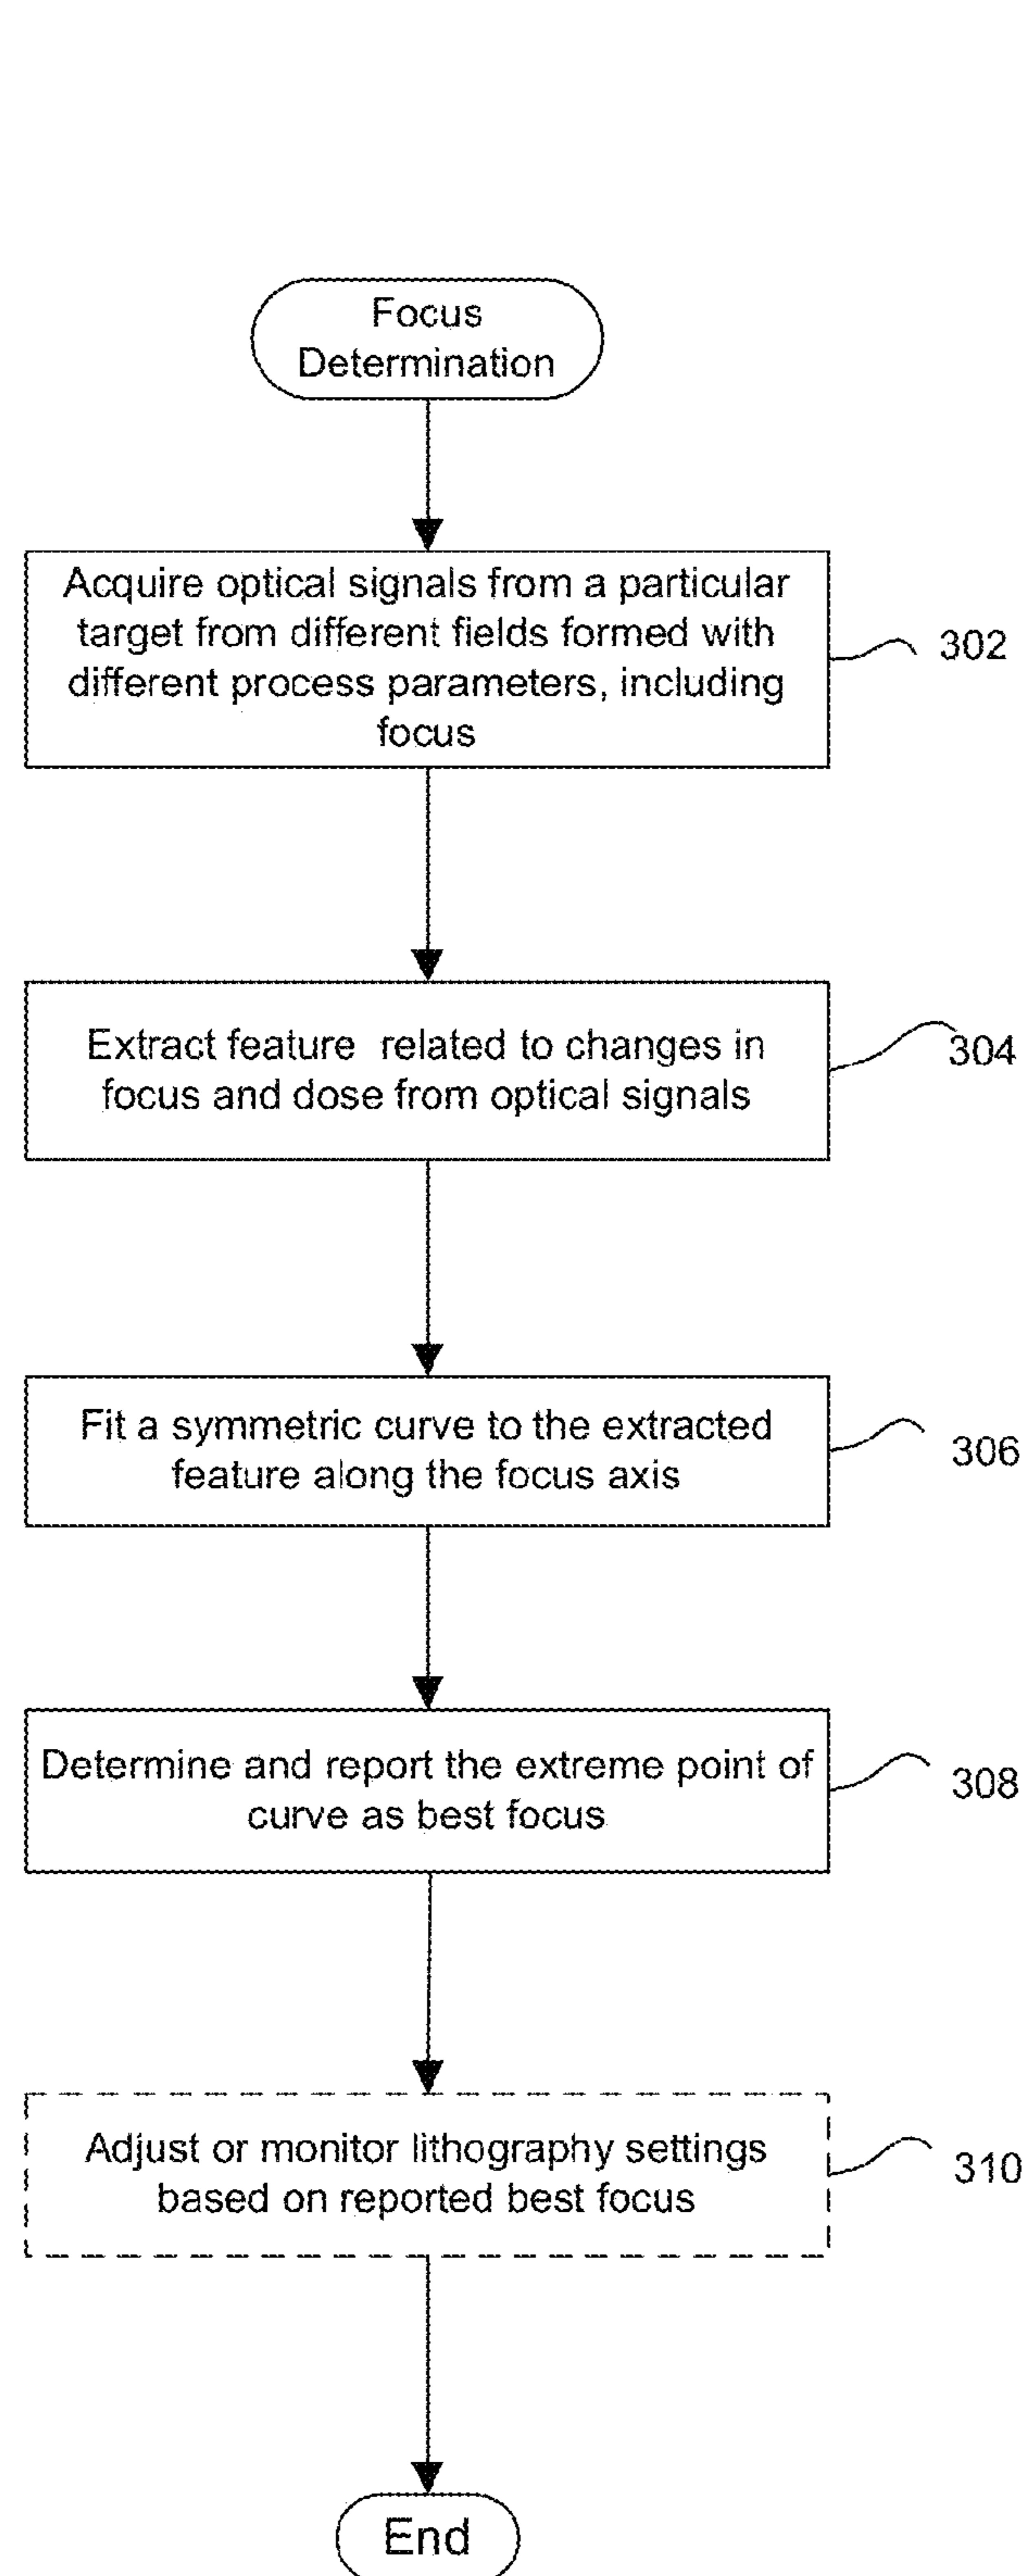 Focus
Determination
Acquire optical signals from a particular
target from different fields formed with
different process parameters, including
focus
302
Extract feature related to changes in
focus and dose from optical signals
304
Fit a symmetric curve to the extracted
feature along the focus axis
306
Determine and report the extreme point of
curve as best focus
308
Adjust or monitor lithography settings
based on reported best focus
310
End